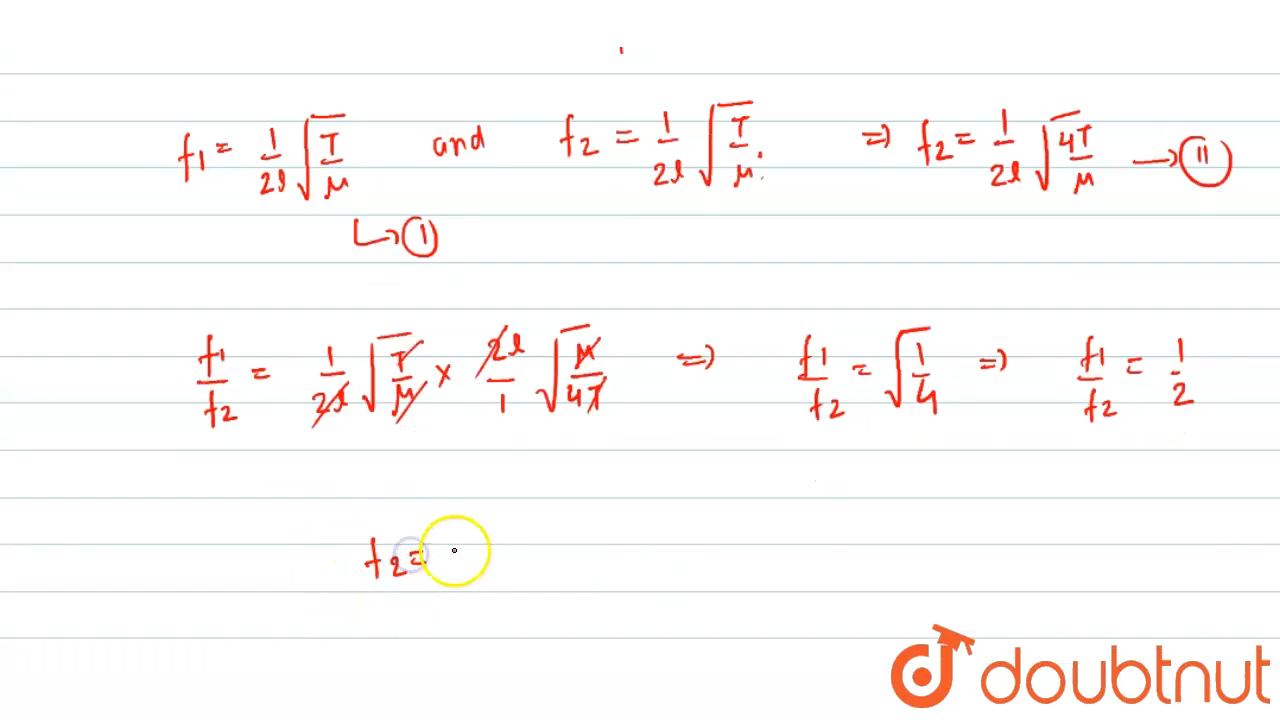 f1 = 1/2l √(T/μ) and f2 = 1/2l √(T/μ) => f2 = 1/2l √(4T/μ) → (II)
↳ (1)
f1/f2 = 1/2l √(T/μ) × 2l/1 √(μ/4T) => f1/f2 = √(1/4) => f1/f2 = 1/2
f2 =
doubtnut